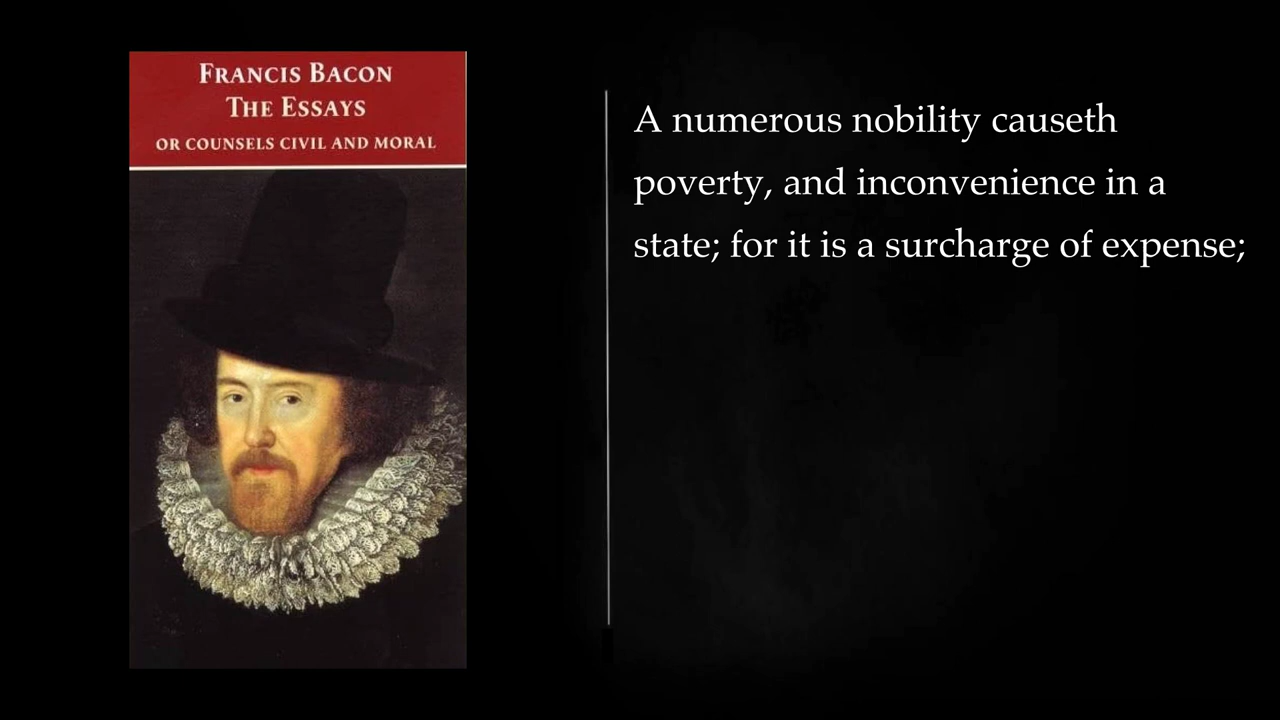 FRANCIS BACON
THE ESSAYS
OR COUNSELS CIVIL AND MORAL
A numerous nobility causeth
poverty, and inconvenience in a
state; for it is a surcharge of expense;